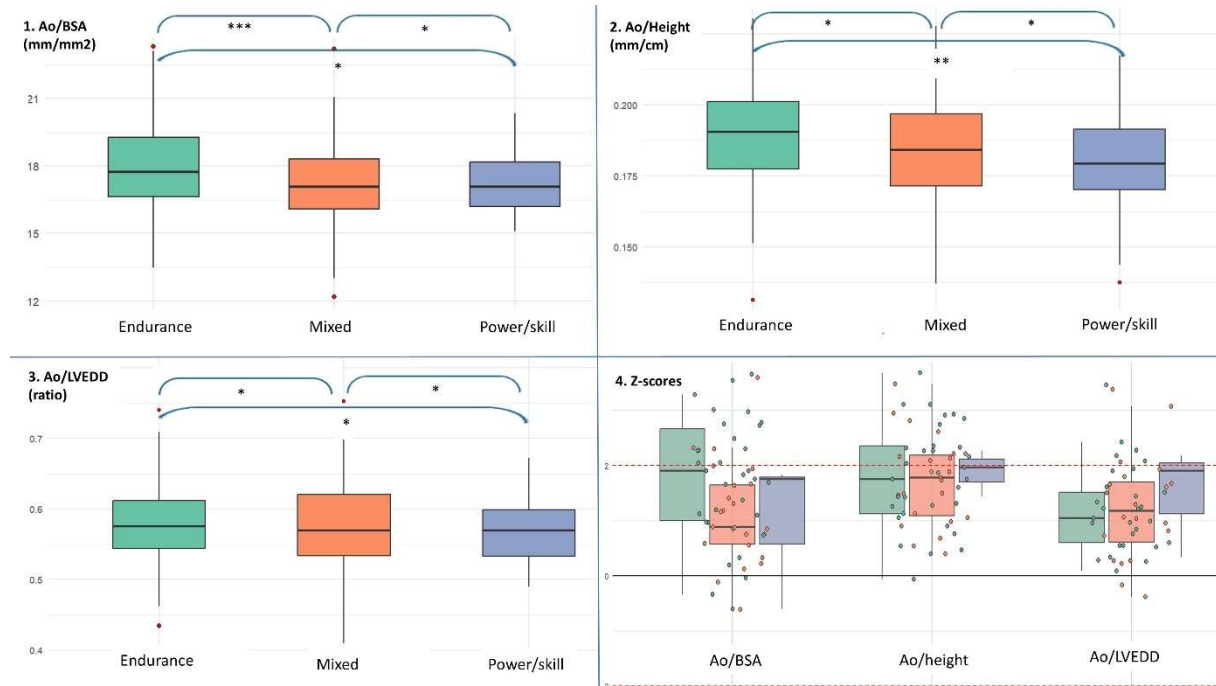 1. Ao/BSA
(mm/mm2)
***
*
*
21
18
15
12
Endurance
Mixed
Power/skill
2. Ao/Height
(mm/cm)
*
*
**
0.200
0.175
0.150
Endurance
Mixed
Power/skill
3. Ao/LVEDD
(ratio)
*
*
*
0.7
0.6
0.5
0.4
Endurance
Mixed
Power/skill
4. Z-scores
2
0
Ao/BSA
Ao/height
Ao/LVEDD